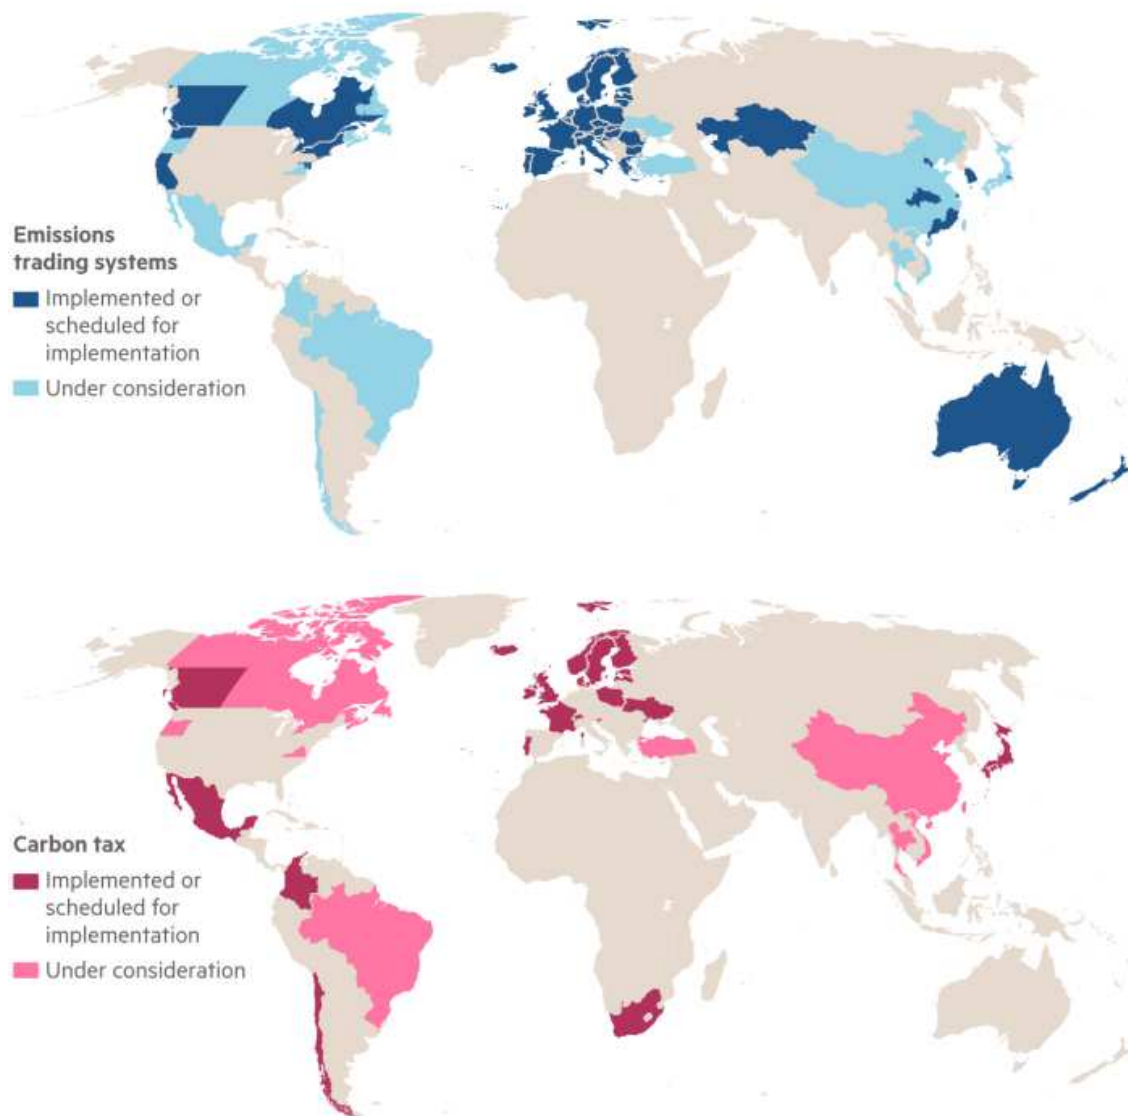 Emissions
trading systems
Implemented or
scheduled for
implementation
Under consideration
Carbon tax
Implemented or
scheduled for
implementation
Under consideration